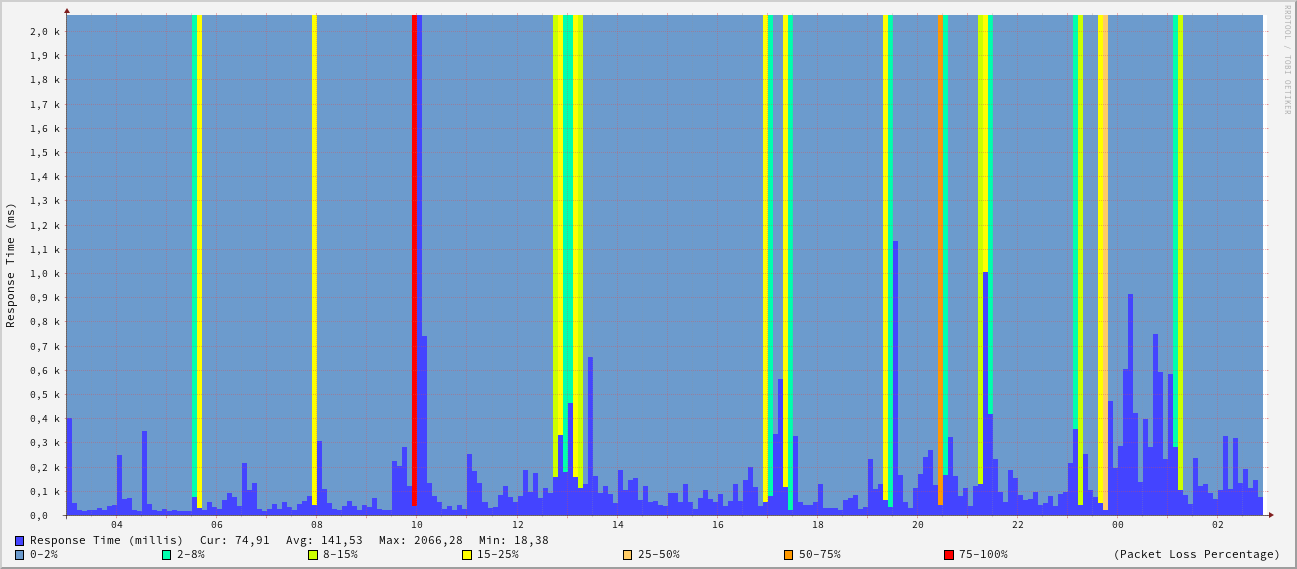 RRDTOOL / TOBI OETIKER
Response Time (ms)
2,0 k
1,9 k
1,8 k
1,7 k
1,6 k
1,5 k
1,4 k
1,3 k
1,2 k
1,1 k
1,0 k
0,9 k
0,8 k
0,7 k
0,6 k
0,5 k
0,4 k
0,3 k
0,2 k
0,1 k
0,0
04 06 08 10 12 14 16 18 20 22 00 02
Response Time (millis) Cur: 74,91 Avg: 141,53 Max: 2066,28 Min: 18,38
0-2% 2-8% 8-15% 15-25% 25-50% 50-75% 75-100% (Packet Loss Percentage)